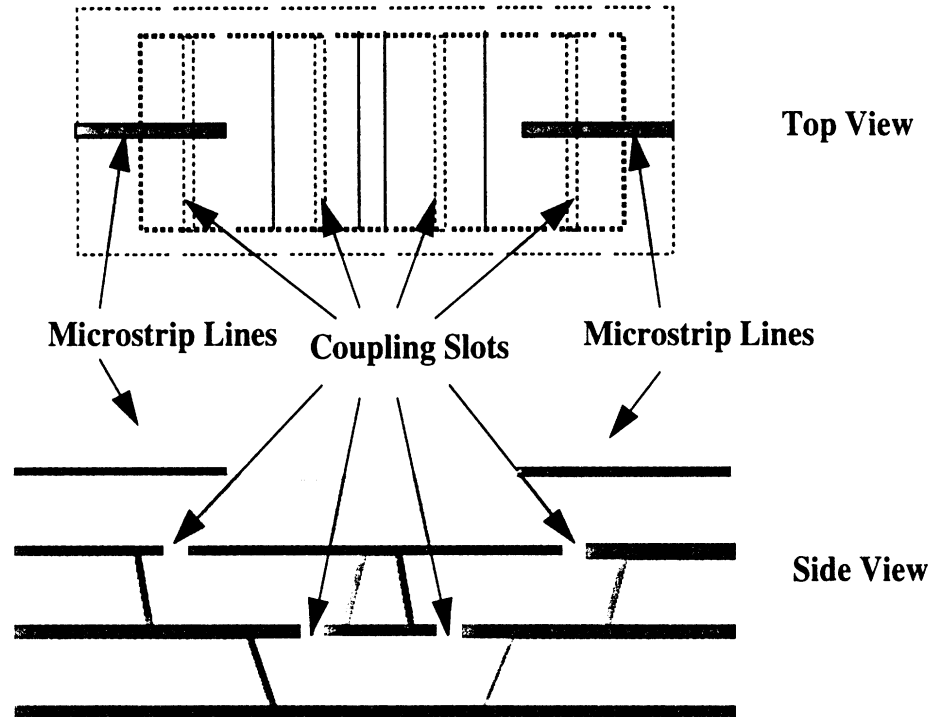 Top View
Microstrip Lines
Coupling Slots
Microstrip Lines
Side View